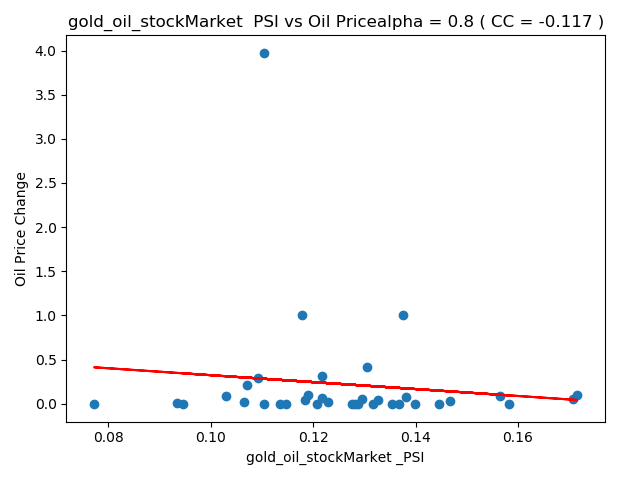 gold_oil_stockMarket  PSI vs Oil Pricealpha = 0.8 ( CC = -0.117 )
4.0
3.5
3.0
2.5
2.0
1.5
1.0
0.5
0.0
Oil Price Change
0.08 0.10 0.12 0.14 0.16
gold_oil_stockMarket _PSI